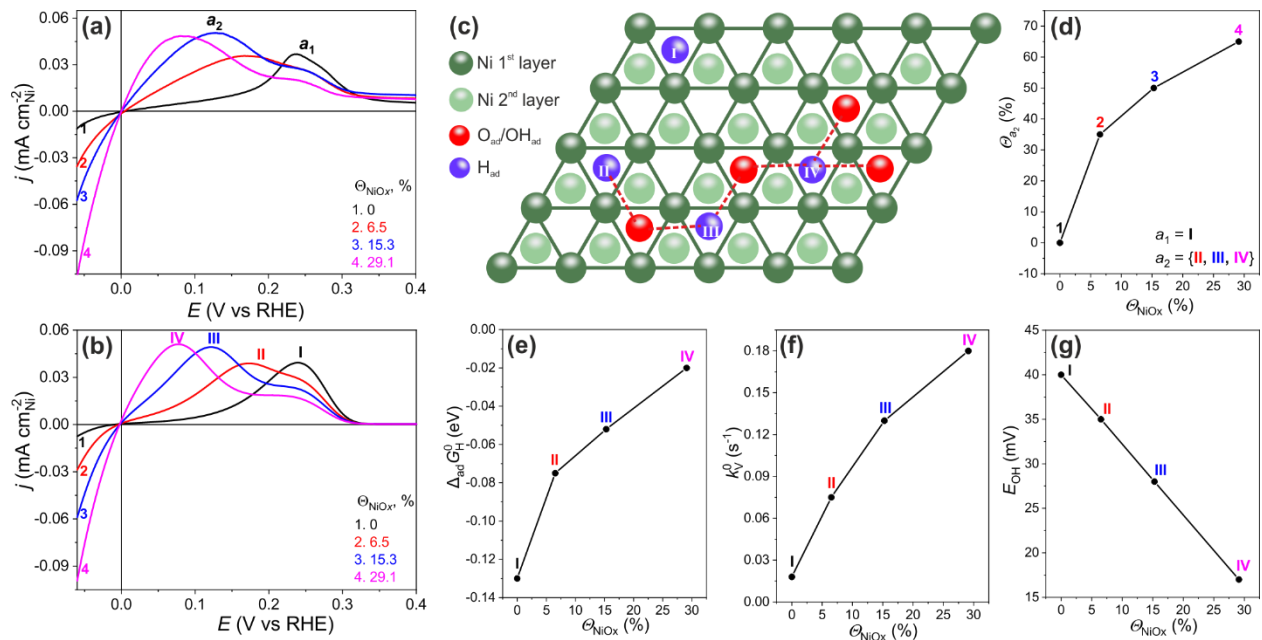 (a)
a₂
a₁
j (mA cm⁻²Ni)
0.06
0.03
0.00
-0.03
-0.06
-0.09
1
2
3
4
ΘNiOx, %
1. 0
2. 6.5
3. 15.3
4. 29.1
0.0 0.1 0.2 0.3 0.4
E (V vs RHE)
(c)
Ni 1ˢᵗ layer
Ni 2ⁿᵈ layer
Oad/OHad
Had
I
II
III
IV
(d)
Θa₂ (%)
70
60
50
40
30
20
10
0
-10
1
2
3
4
a₁ = I
a₂ = {II, III, IV}
0 5 10 15 20 25 30
ΘNiOx (%)
(b)
IV III II I
j (mA cm⁻²Ni)
0.06
0.03
0.00
-0.03
-0.06
-0.09
1
2
3
4
ΘNiOx, %
1. 0
2. 6.5
3. 15.3
4. 29.1
0.0 0.1 0.2 0.3 0.4
E (V vs RHE)
(e)
ΔadG⁰H (eV)
0.00
-0.02
-0.04
-0.06
-0.08
-0.10
-0.12
-0.14
I
II
III
IV
0 5 10 15 20 25 30
ΘNiOx (%)
(f)
k⁰V (s⁻¹)
0.18
0.15
0.12
0.09
0.06
0.03
0.00
I
II
III
IV
0 5 10 15 20 25 30
ΘNiOx (%)
(g)
EOH (mV)
45
40
35
30
25
20
15
I
II
III
IV
0 5 10 15 20 25 30
ΘNiOx (%)